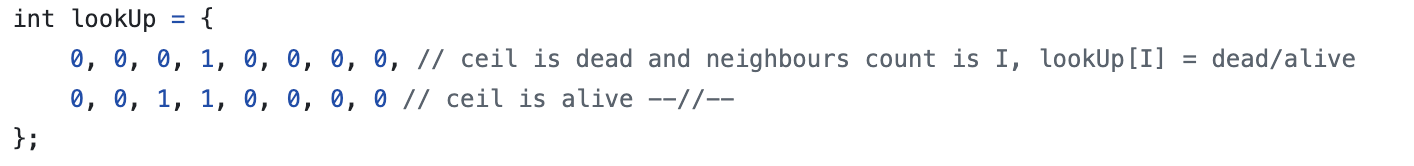 int lookUp = {
0, 0, 0, 1, 0, 0, 0, 0, // ceil is dead and neighbours count is I, lookUp[I] = dead/alive
0, 0, 1, 1, 0, 0, 0, 0 // ceil is alive --//--
};